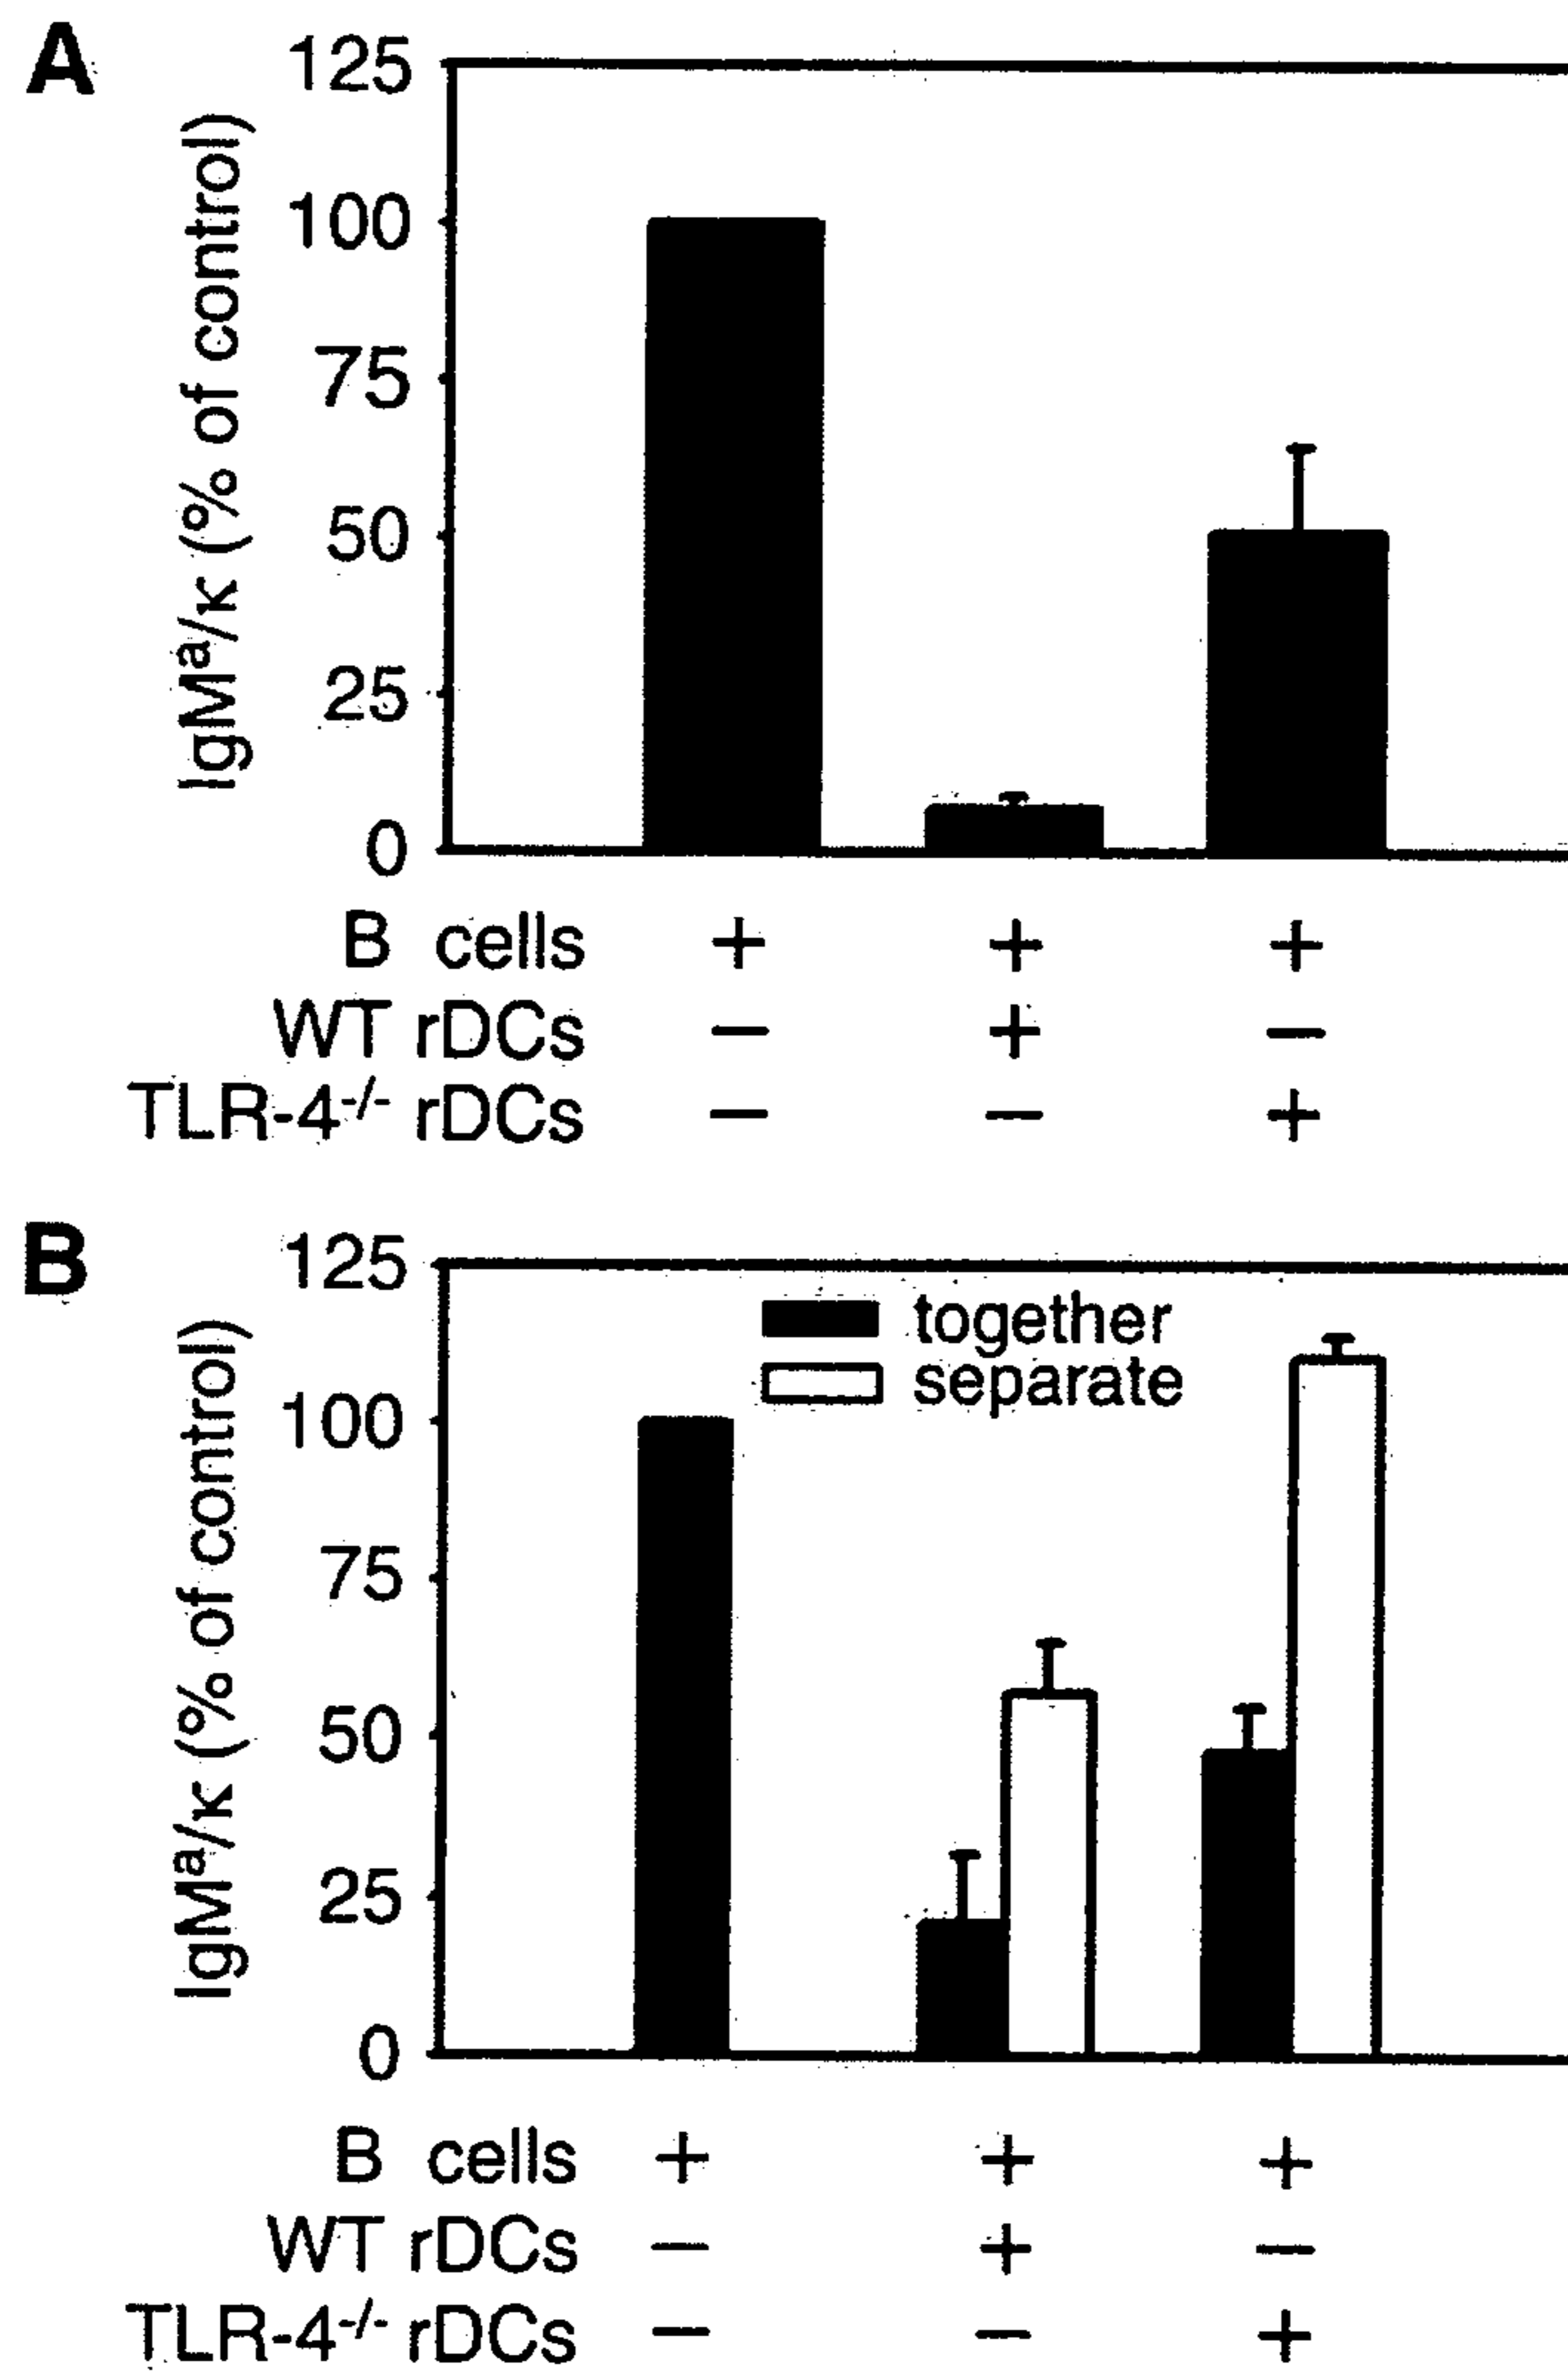 A
125
100
75
50
25
0
IgMᵃ/κ (% of control)
B cells + + +
WT rDCs − + −
TLR-4⁻/⁻ rDCs − − +
B
125
100
75
50
25
0
IgMᵃ/κ (% of control)
together
separate
B cells + + +
WT rDCs − + −
TLR-4⁻/⁻ rDCs − − +